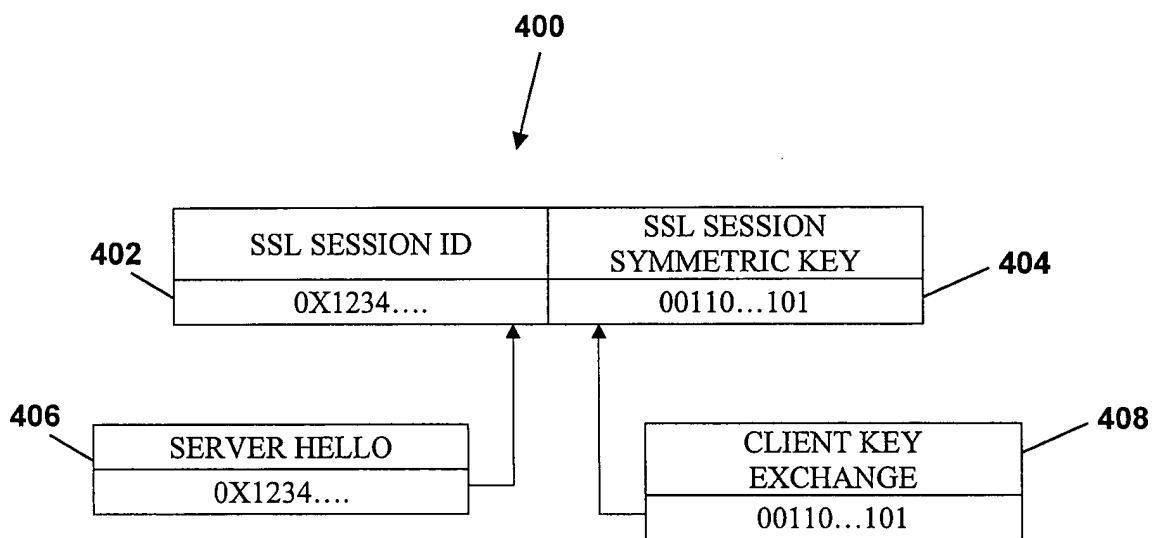 400
SSL SESSION ID
SSL SESSION
SYMMETRIC KEY
402
404
0X1234....
00110...101
406
408
SERVER HELLO
0X1234....
CLIENT KEY
EXCHANGE
00110...101